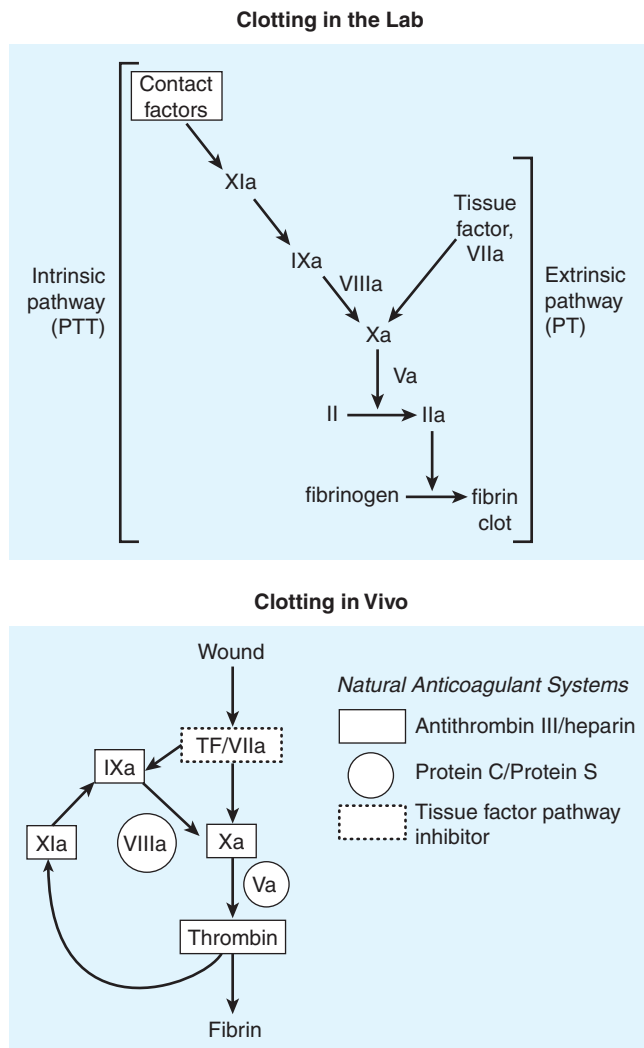 Clotting in the Lab
Contact
factors
XIa
Tissue
factor,
VIIa
IXa
Intrinsic
pathway
(PTT)
VIIIa
Extrinsic
pathway
(PT)
Xa
Va
II
IIa
fibrinogen
fibrin
clot
Clotting in Vivo
Wound
Natural Anticoagulant Systems
TF/VIIa
Antithrombin III/heparin
IXa
Protein C/Protein S
XIa
VIIIa
Xa
Tissue factor pathway
inhibitor
Va
Thrombin
Fibrin